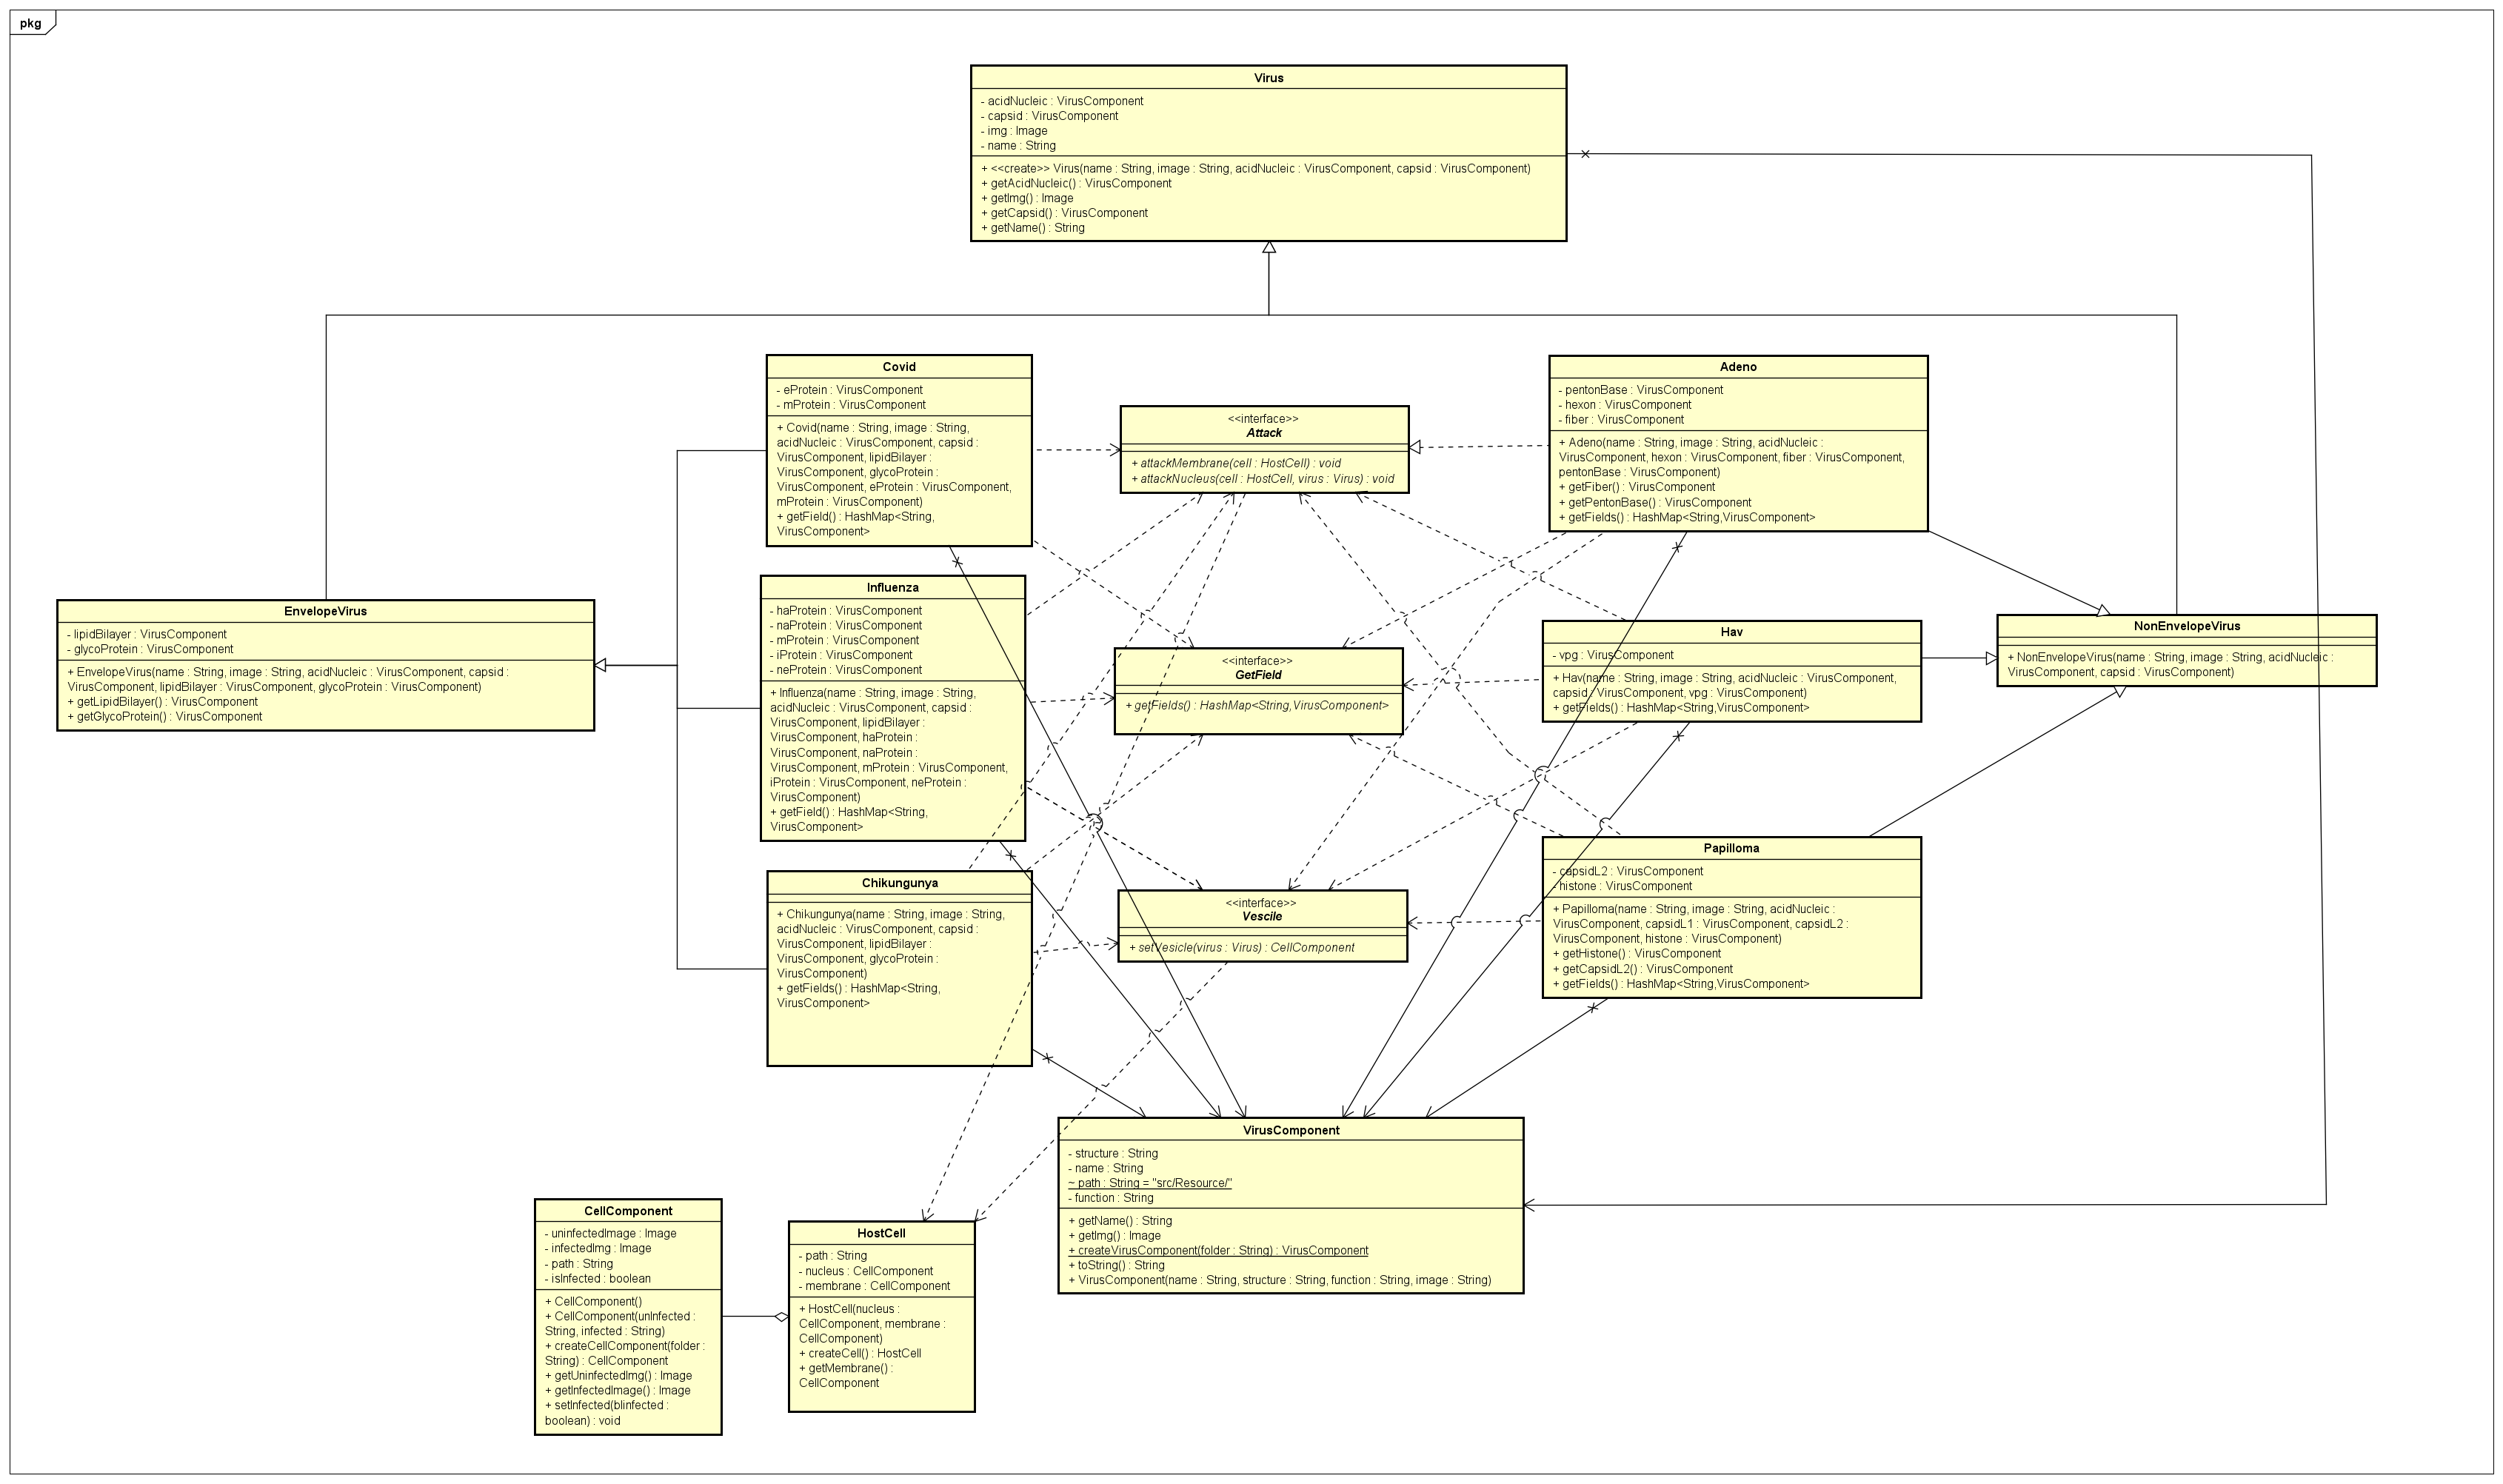 pkg
Virus
- acidNucleic : VirusComponent
- capsid : VirusComponent
- img : Image
- name : String
+ <<create>> Virus(name : String, image : String, acidNucleic : VirusComponent, capsid : VirusComponent)
+ getAcidNucleic() : VirusComponent
+ getImg() : Image
+ getCapsid() : VirusComponent
+ getName() : String
Covid
- eProtein : VirusComponent
- mProtein : VirusComponent
+ Covid(name : String, image : String,
acidNucleic : VirusComponent, capsid :
VirusComponent, lipidBilayer :
VirusComponent, glycoProtein :
VirusComponent, eProtein : VirusComponent,
mProtein : VirusComponent)
+ getField() : HashMap<String,
VirusComponent>
<<interface>>
Attack
+ attackMembrane(cell : HostCell) : void
+ attackNucleus(cell : HostCell, virus : Virus) : void
Adeno
- pentonBase : VirusComponent
- hexon : VirusComponent
- fiber : VirusComponent
+ Adeno(name : String, image : String, acidNucleic :
VirusComponent, hexon : VirusComponent, fiber : VirusComponent,
pentonBase : VirusComponent)
+ getFiber() : VirusComponent
+ getPentonBase() : VirusComponent
+ getFields() : HashMap<String,VirusComponent>
EnvelopeVirus
- lipidBilayer : VirusComponent
- glycoProtein : VirusComponent
+ EnvelopeVirus(name : String, image : String, acidNucleic : VirusComponent, capsid :
VirusComponent, lipidBilayer : VirusComponent, glycoProtein : VirusComponent)
+ getLipidBilayer() : VirusComponent
+ getGlycoProtein() : VirusComponent
Influenza
- haProtein : VirusComponent
- naProtein : VirusComponent
- mProtein : VirusComponent
- iProtein : VirusComponent
- neProtein : VirusComponent
+ Influenza(name : String, image : String,
acidNucleic : VirusComponent, capsid :
VirusComponent, lipidBilayer :
VirusComponent, haProtein :
VirusComponent, naProtein :
VirusComponent, mProtein : VirusComponent,
iProtein : VirusComponent, neProtein :
VirusComponent)
+ getField() : HashMap<String,
VirusComponent>
<<interface>>
GetField
+ getFields() : HashMap<String,VirusComponent>
Hav
- vpg : VirusComponent
+ Hav(name : String, image : String, acidNucleic : VirusComponent,
capsid : VirusComponent, vpg : VirusComponent)
+ getFields() : HashMap<String,VirusComponent>
NonEnvelopeVirus
+ NonEnvelopeVirus(name : String, image : String, acidNucleic :
VirusComponent, capsid : VirusComponent)
Chikungunya
+ Chikungunya(name : String, image : String,
acidNucleic : VirusComponent, capsid :
VirusComponent, lipidBilayer :
VirusComponent, glycoProtein :
VirusComponent)
+ getFields() : HashMap<String,
VirusComponent>
<<interface>>
Vescile
+ setVesicle(virus : Virus) : CellComponent
Papilloma
- capsidL2 : VirusComponent
- histone : VirusComponent
+ Papilloma(name : String, image : String, acidNucleic :
VirusComponent, capsidL1 : VirusComponent, capsidL2 :
VirusComponent, histone : VirusComponent)
+ getHistone() : VirusComponent
+ getCapsidL2() : VirusComponent
+ getFields() : HashMap<String,VirusComponent>
VirusComponent
- structure : String
- name : String
~ path : String = "src/Resource/"
- function : String
+ getName() : String
+ getImg() : Image
+ createVirusComponent(folder : String) : VirusComponent
+ toString() : String
+ VirusComponent(name : String, structure : String, function : String, image : String)
CellComponent
- uninfectedImage : Image
- infectedImg : Image
- path : String
- isInfected : boolean
+ CellComponent()
+ CellComponent(unInfected :
String, infected : String)
+ createCellComponent(folder :
String) : CellComponent
+ getUninfectedImg() : Image
+ getInfectedImage() : Image
+ setInfected(bIinfected :
boolean) : void
HostCell
- path : String
- nucleus : CellComponent
- membrane : CellComponent
+ HostCell(nucleus :
CellComponent, membrane :
CellComponent)
+ createCell() : HostCell
+ getMembrane() :
CellComponent